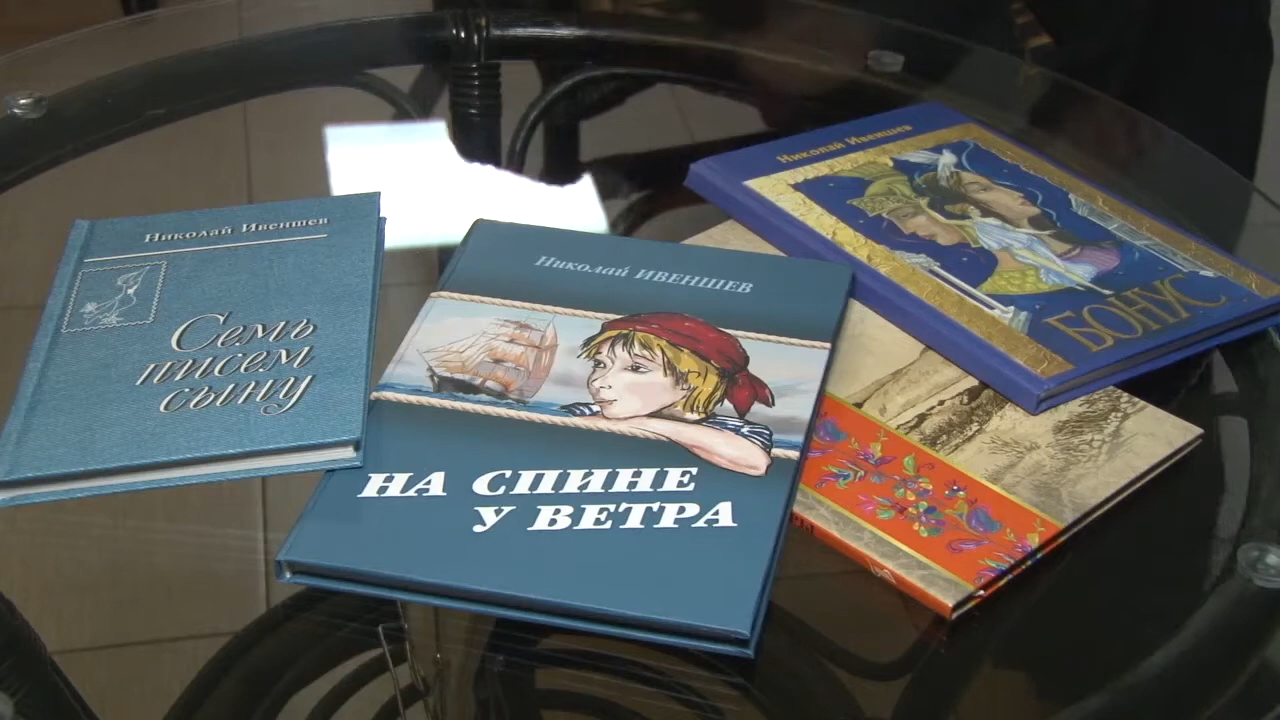 Николай Ивеншев
Семь
писем
сыну
Николай ИВЕНШЕВ
НА СПИНЕ
У ВЕТРА
Николай Ивеншев
БОНУС